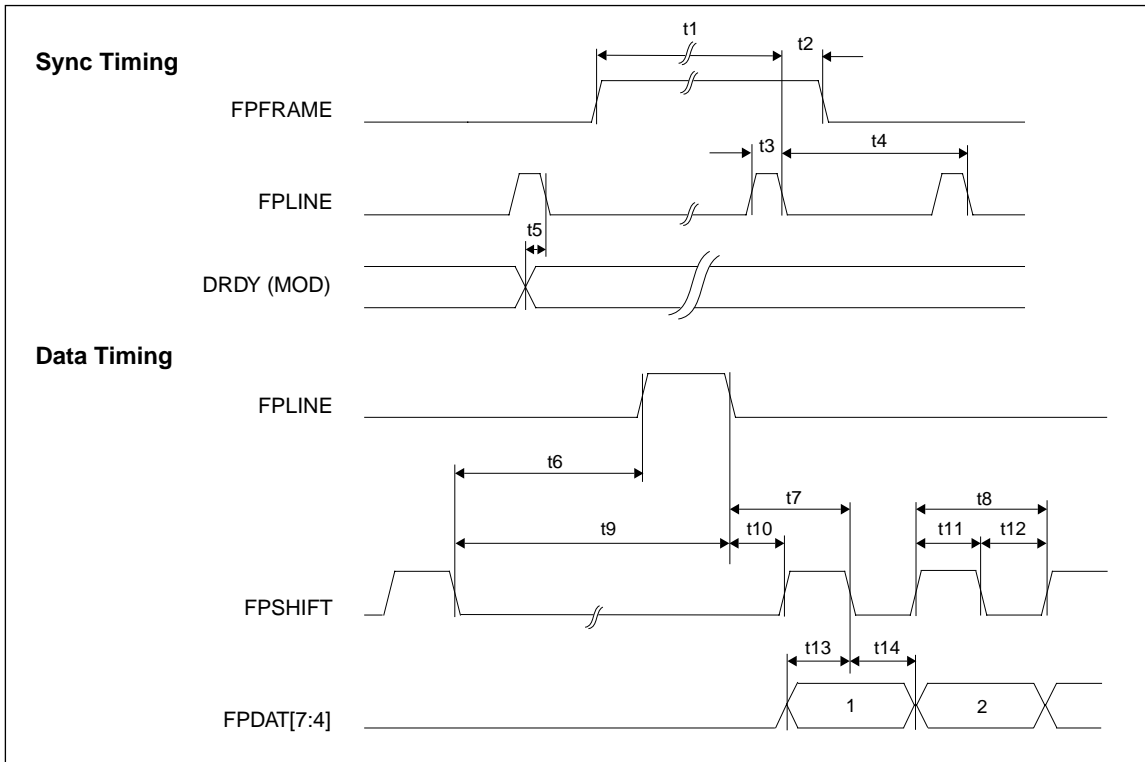 Sync Timing
t1
t2
FPFRAME
t3
t4
FPLINE
t5
DRDY (MOD)
Data Timing
FPLINE
t6
t7
t8
t9
t10
t11
t12
FPSHIFT
t13
t14
FPDAT[7:4]
1
2